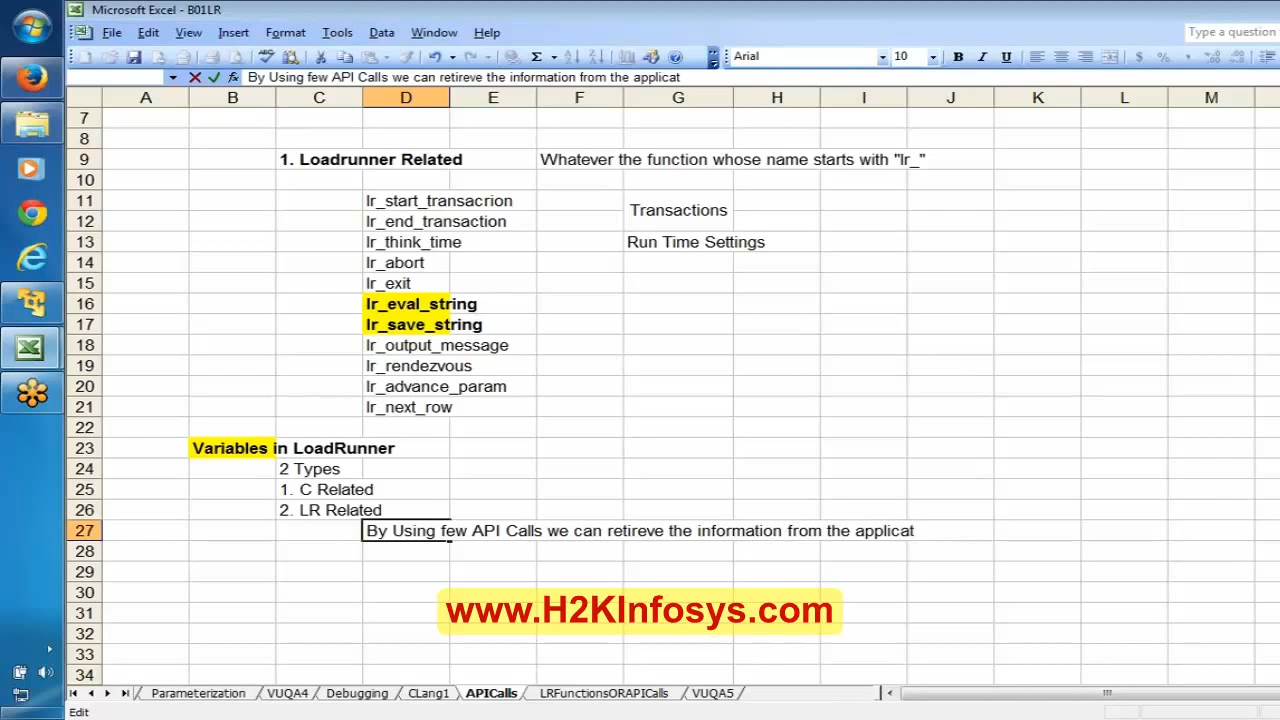 Microsoft Excel - B01LR
File Edit View Insert Format Tools Data Window Help
Type a question
Arial 10 B I U
By Using few API Calls we can retireve the information from the applicat
A B C D E F G H I J K L M
7
8
9 1. Loadrunner Related Whatever the function whose name starts with "lr_"
10
11 lr_start_transacrion
Transactions
12 lr_end_transaction
13 lr_think_time Run Time Settings
14 lr_abort
15 lr_exit
16 lr_eval_string
17 lr_save_string
18 lr_output_message
19 lr_rendezvous
20 lr_advance_param
21 lr_next_row
22
23 Variables in LoadRunner
24 2 Types
25 1. C Related
26 2. LR Related
27 By Using few API Calls we can retireve the information from the applicat
28
29
30
31
32
33
34
www.H2KInfosys.com
Parameterization VUQA4 Debugging CLang1 APICalls LRFunctionsORAPICalls VUQA5
Edit